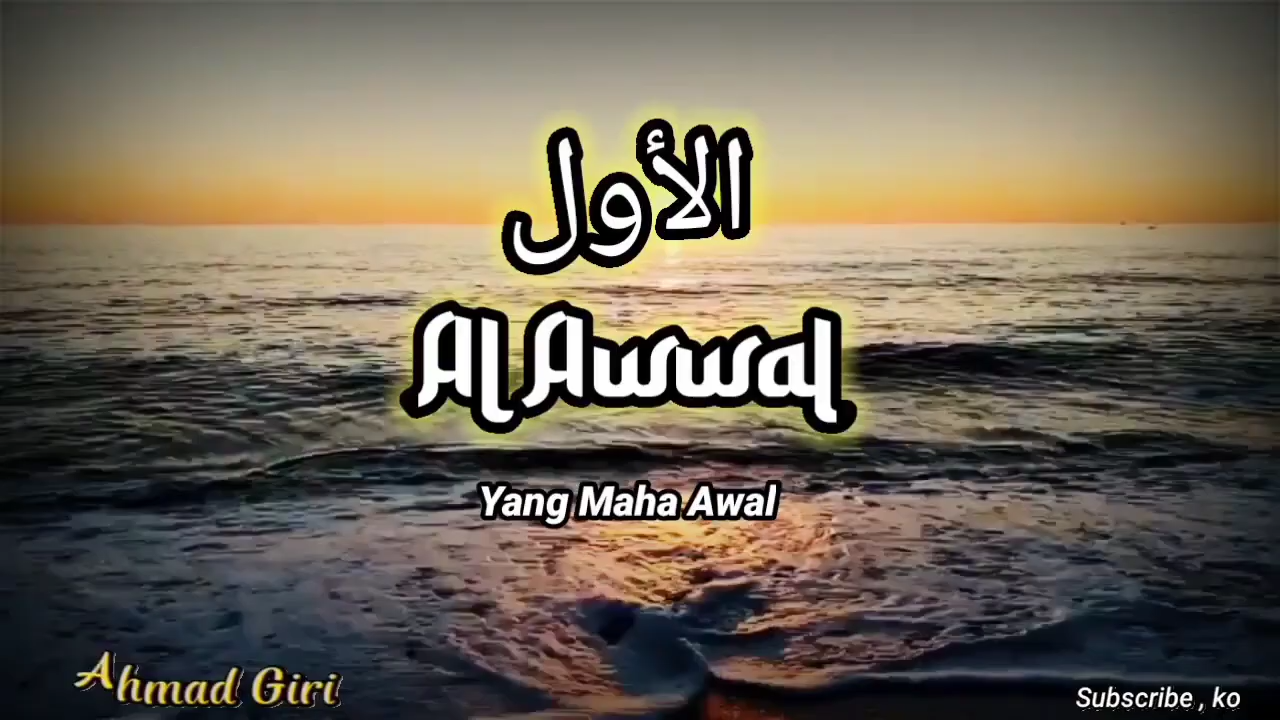 الأول
Al Awwal
Yang Maha Awal
Ahmad Giri
Subscribe , ko